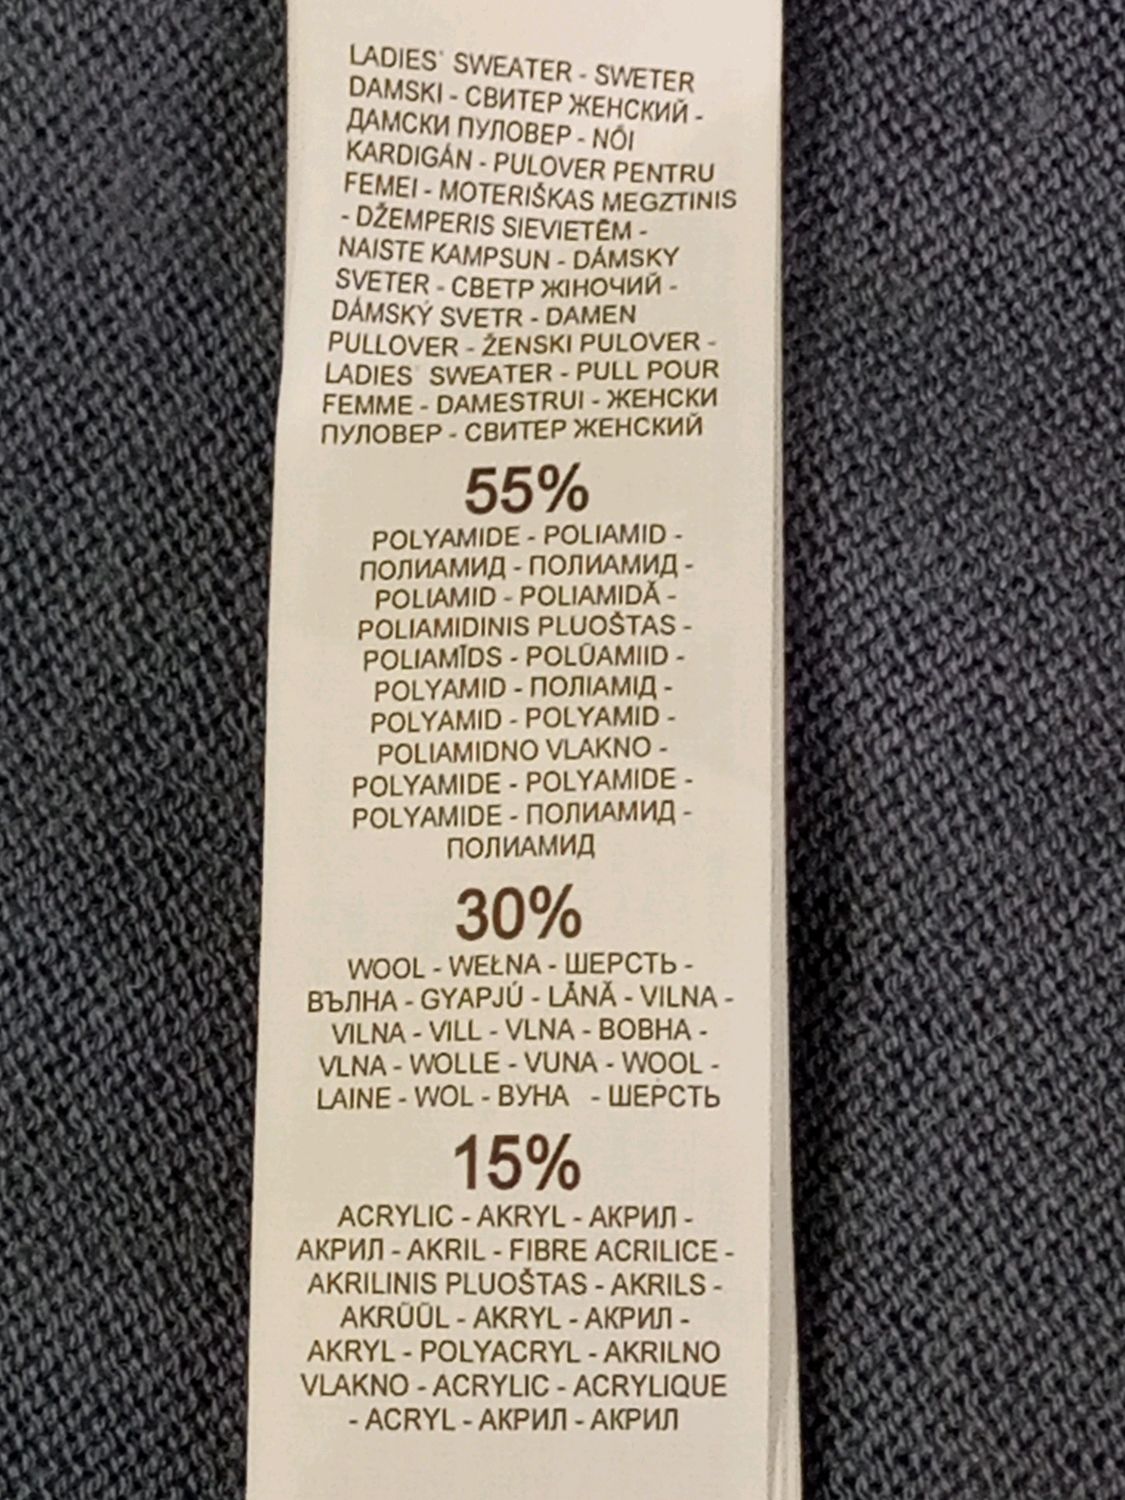 LADIES' SWEATER - SWETER
DAMSKI - СВИТЕР ЖЕНСКИЙ -
ДАМСКИ ПУЛОВЕР - NŐI
KARDIGÁN - PULOVER PENTRU
FEMEI - MOTERIŠKAS MEGZTINIS
- DŽEMPERIS SIEVIETĒM -
NAISTE KAMPSUN - DÁMSKY
SVETER - СВЕТР ЖІНОЧИЙ -
DÁMSKÝ SVETR - DAMEN
PULLOVER - ŽENSKI PULOVER -
LADIES' SWEATER - PULL POUR
FEMME - DAMESTRUI - ЖЕНСКИ
ПУЛОВЕР - СВИТЕР ЖЕНСКИЙ
55%
POLYAMIDE - POLIAMID -
ПОЛИАМИД - ПОЛИАМИД -
POLIAMID - POLIAMIDĂ -
POLIAMIDINIS PLUOŠTAS -
POLIAMĪDS - POLÜAMIID -
POLYAMID - ПОЛІАМІД -
POLYAMID - POLYAMID -
POLIAMIDNO VLAKNO -
POLYAMIDE - POLYAMIDE -
POLYAMIDE - ПОЛИАМИД -
ПОЛИАМИД
30%
WOOL - WEŁNA - ШЕРСТЬ -
ВЪЛНА - GYAPJÚ - LÂNĂ - VILNA -
VILNA - VILL - VLNA - ВОВНА -
VLNA - WOLLE - VUNA - WOOL -
LAINE - WOL - ВУНА - ШЕРСТЬ
15%
ACRYLIC - AKRYL - АКРИЛ -
АКРИЛ - AKRIL - FIBRE ACRILICE -
AKRILINIS PLUOŠTAS - AKRILS -
AKRÜÜL - AKRYL - АКРИЛ -
AKRYL - POLYACRYL - AKRILNO
VLAKNO - ACRYLIC - ACRYLIQUE
- ACRYL - АКРИЛ - АКРИЛ